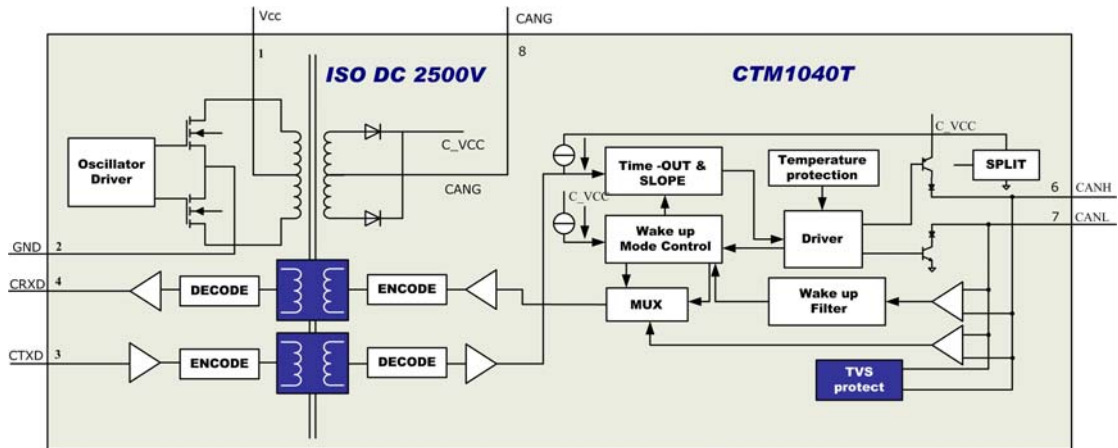 Vcc
CANG
1
8
ISO DC 2500V
CTM1040T
C_VCC
Oscillator
Driver
C_VCC
CANG
Time -OUT &
SLOPE
Temperature
protection
SPLIT
6
CANH
C_VCC
7
CANL
GND
2
Wake up
Mode Control
Driver
CRXD
4
DECODE
ENCODE
MUX
Wake up
Filter
CTXD
3
ENCODE
DECODE
TVS
protect